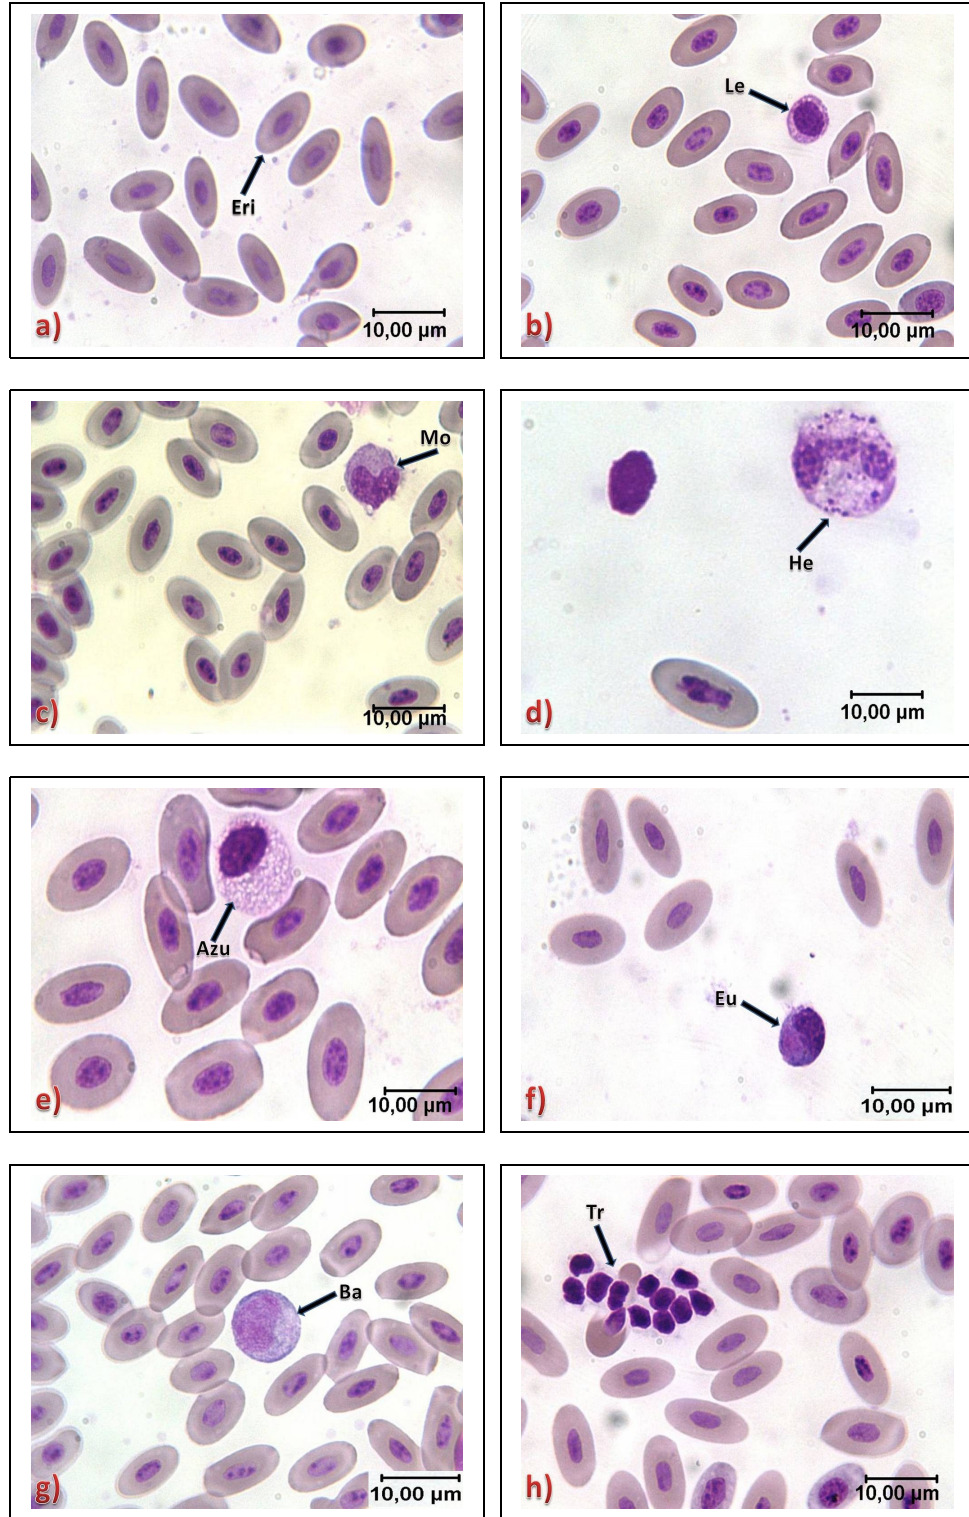 Eri
10,00 µm
a)
Le
10,00 µm
b)
Mo
10,00 µm
c)
He
10,00 µm
d)
Azu
10,00 µm
e)
Eu
10,00 µm
f)
Ba
10,00 µm
g)
Tr
10,00 µm
h)